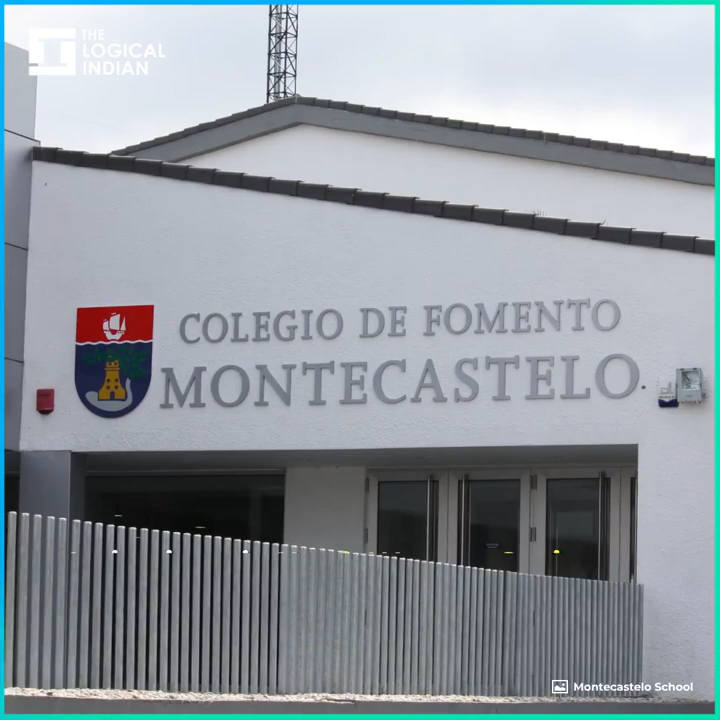 THE
LOGICAL
INDIAN
COLEGIO DE FOMENTO
MONTECASTELO
Montecastelo School